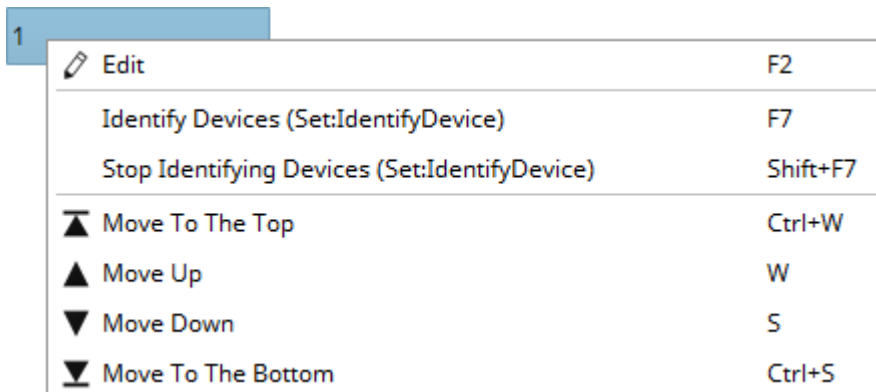 1
Edit F2
Identify Devices (Set:IdentifyDevice) F7
Stop Identifying Devices (Set:IdentifyDevice) Shift+F7
Move To The Top Ctrl+W
Move Up W
Move Down S
Move To The Bottom Ctrl+S